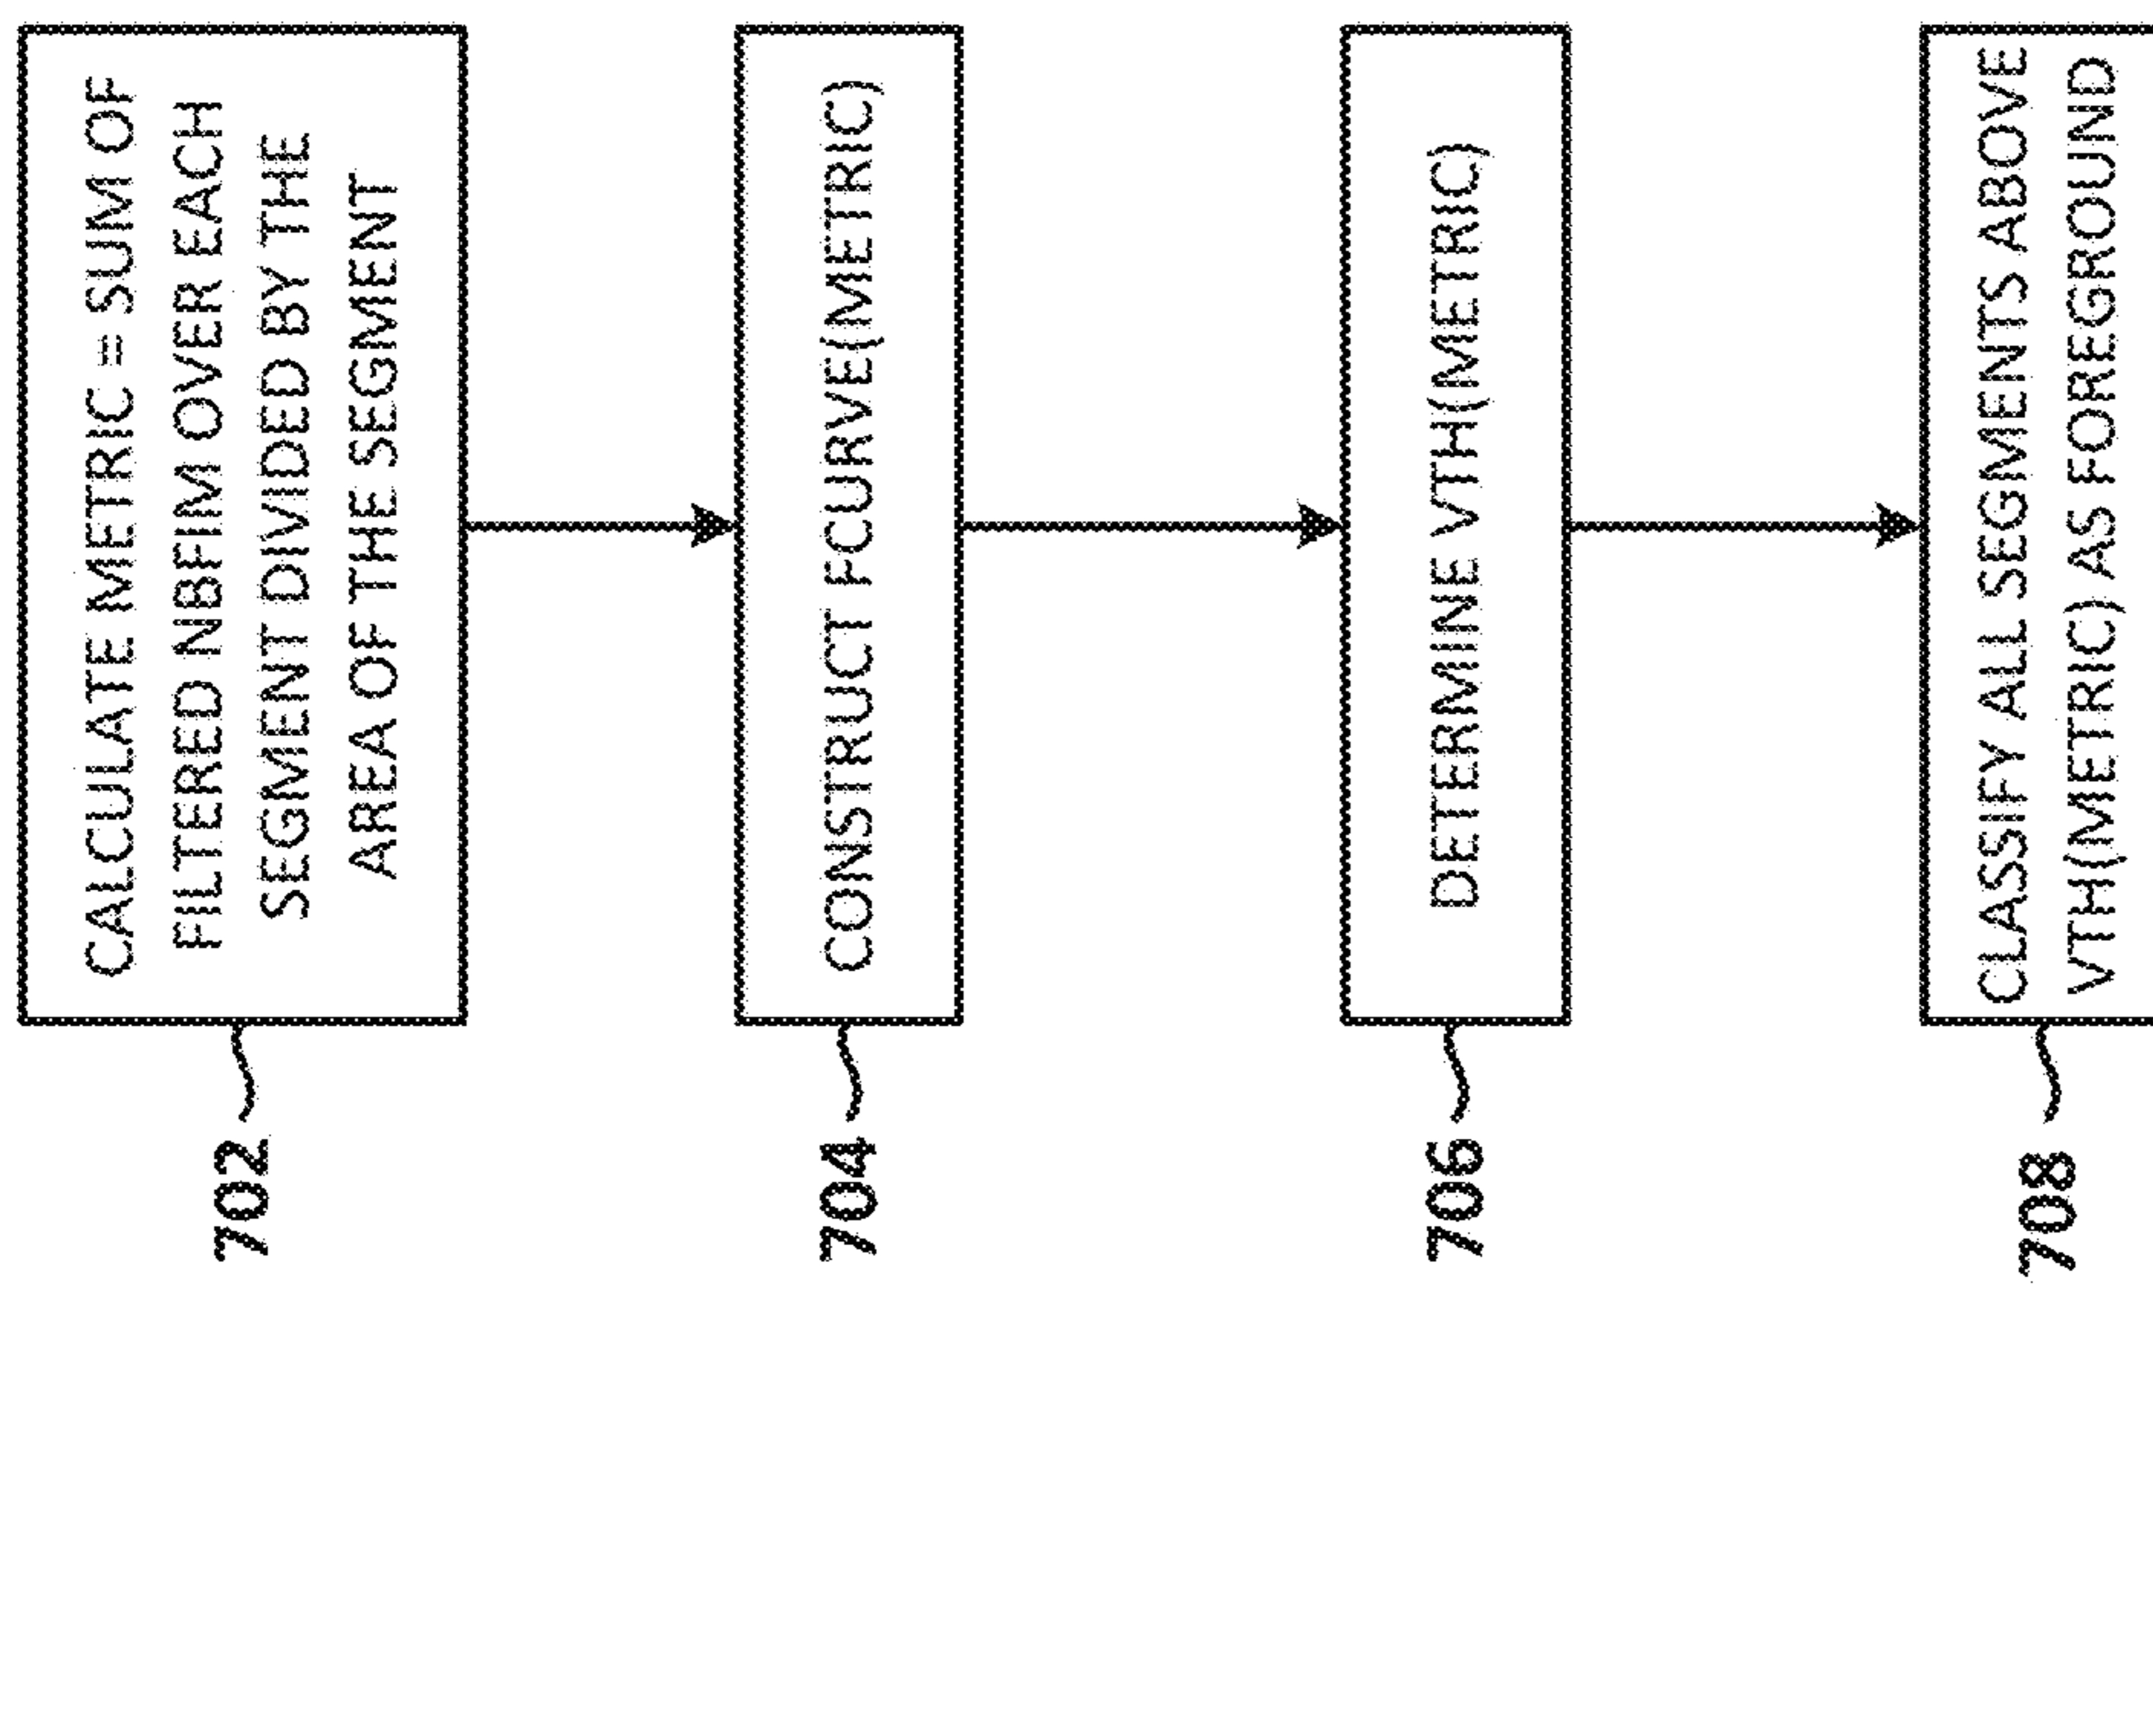 CALCULATE METRIC = SUM OF
FILTERED NBFIM OVER EACH
SEGMENT DIVIDED BY THE
AREA OF THE SEGMENT
702
CONSTRUCT FCURVE(METRIC)
704
DETERMINE VTH(METRIC)
706
CLASSIFY ALL SEGMENTS ABOVE
VTH(METRIC) AS FOREGROUND
708